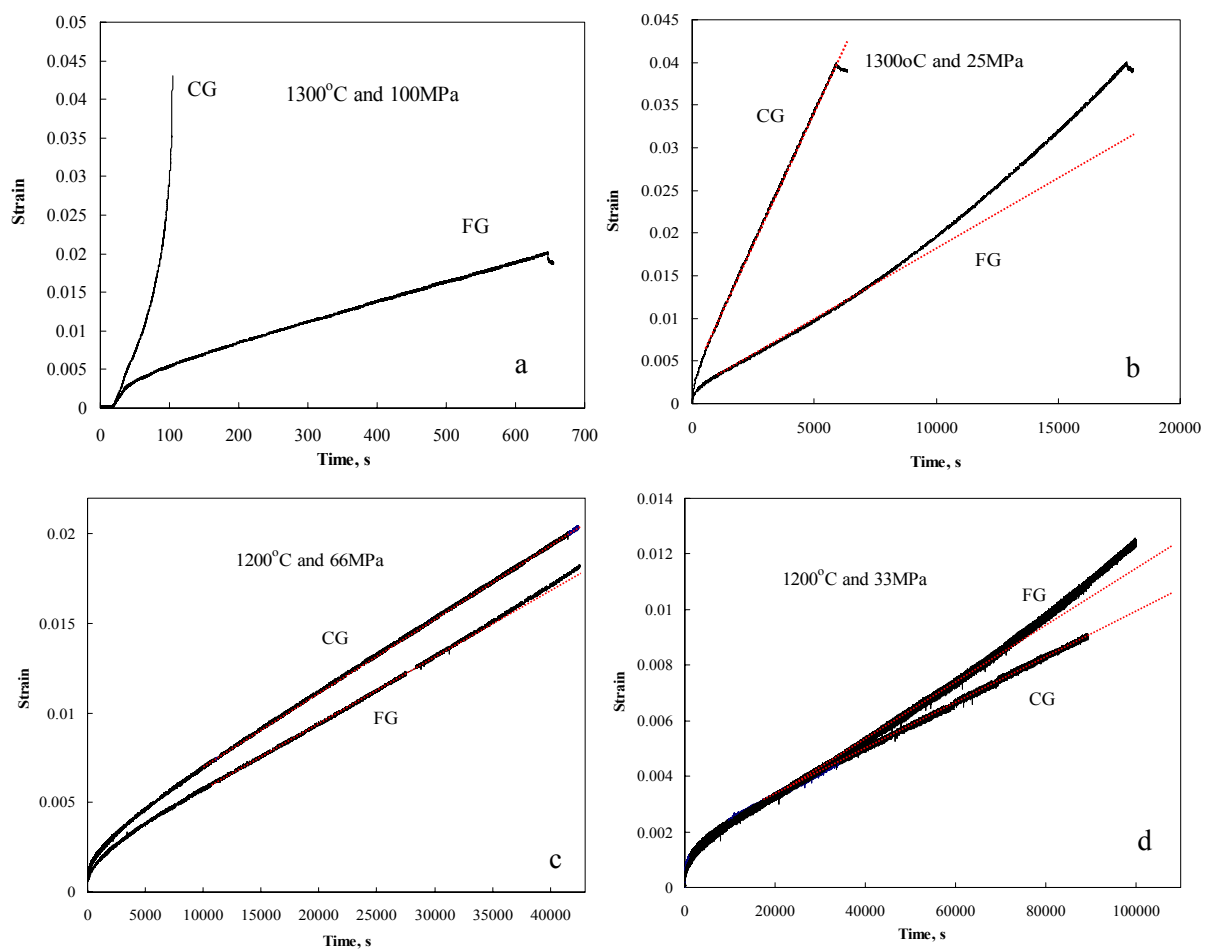 0.05
0.045
0.04
0.035
0.03
0.025
0.02
0.015
0.01
0.005
0
Strain
CG
1300°C and 100MPa
FG
a
0 100 200 300 400 500 600 700
Time, s
0.05
0.045
0.04
0.035
0.03
0.025
0.02
0.015
0.01
0.005
0
Strain
1300oC and 25MPa
CG
FG
b
0 5000 10000 15000 20000
Time, s
0.02
0.015
0.01
0.005
0
Strain
1200°C and 66MPa
CG
FG
c
0 5000 10000 15000 20000 25000 30000 35000 40000
Time, s
0.014
0.012
0.01
0.008
0.006
0.004
0.002
0
Strain
1200°C and 33MPa
FG
CG
d
0 20000 40000 60000 80000 100000
Time, s